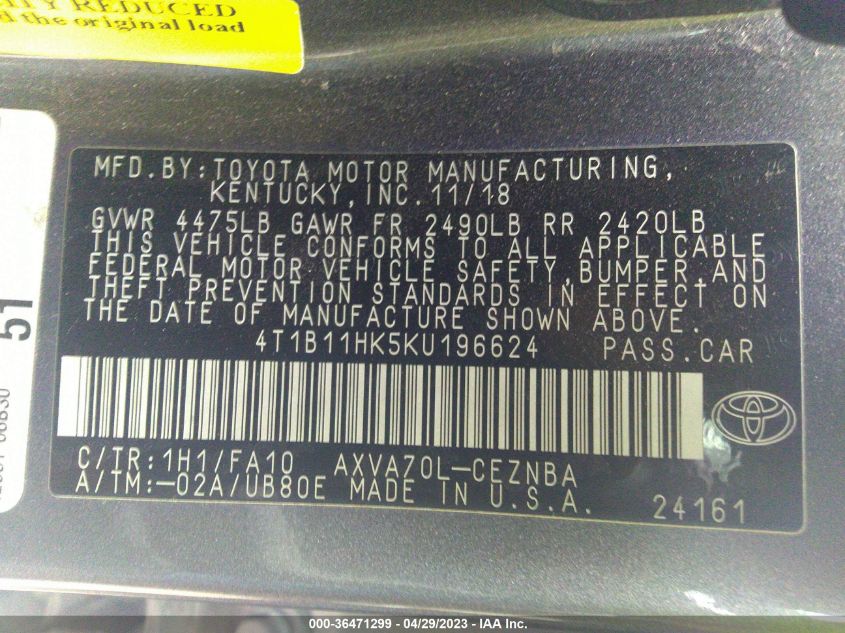 REDUCED
d the original load
51
MFD.BY:TOYOTA MOTOR MANUFACTURING,
KENTUCKY,INC.11/18
GVWR 4475LB GAWR FR 2490LB RR 2420LB
THIS VEHICLE CONFORMS TO ALL APPLICABLE
FEDERAL MOTOR VEHICLE SAFETY,BUMPER AND
THEFT PREVENTION STANDARDS IN EFFECT ON
THE DATE OF MANUFACTURE SHOWN ABOVE.
4T1B11HK5KU196624 PASS.CAR
C/TR:1H1/FA10 AXVA70L-CEZNBA
A/TM:-02A/UB80E MADE IN U.S.A.
24161
000-36471299 - 04/29/2023 - IAA Inc.